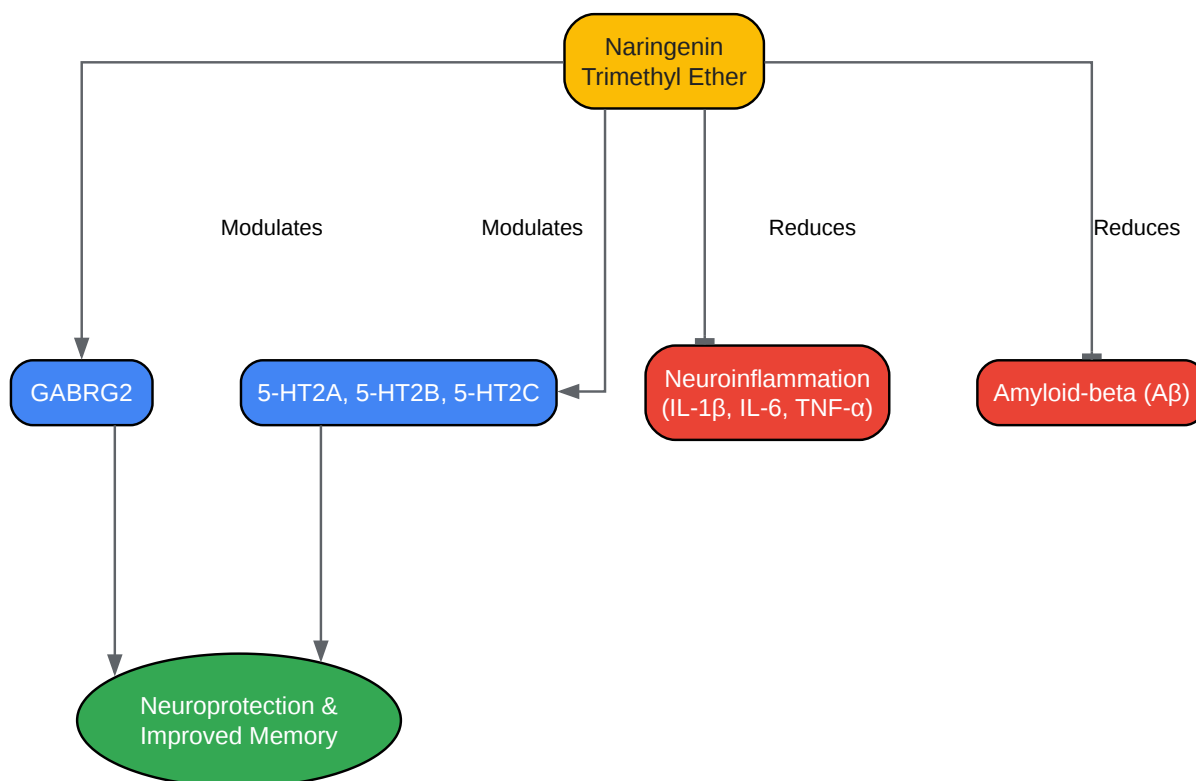 Naringenin
Trimethyl Ether
Modulates
Modulates
Reduces
Reduces
GABRG2
5-HT2A, 5-HT2B, 5-HT2C
Neuroinflammation
(IL-1β, IL-6, TNF-α)
Amyloid-beta (Aβ)
Neuroprotection &
Improved Memory